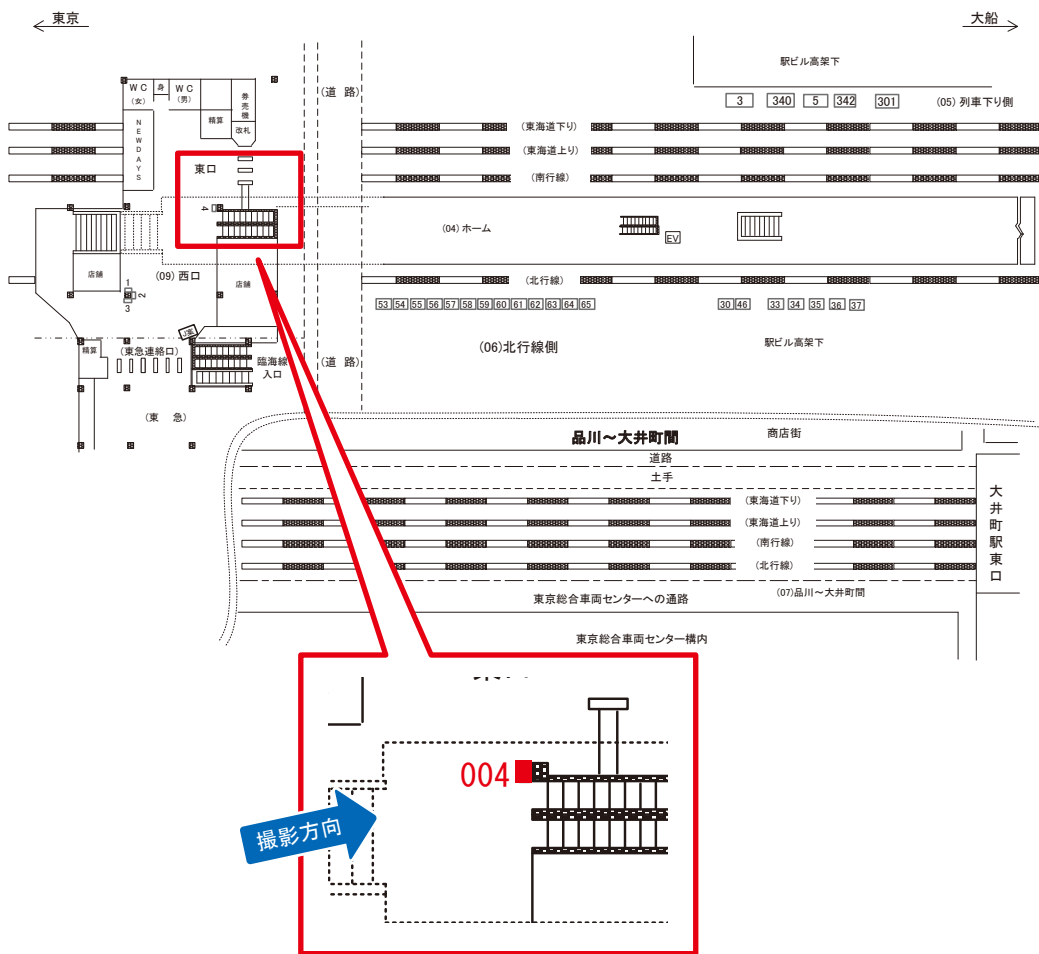 東京
大船
駅ビル高架下
WC
(女)
身
WC
(男)
券売機
精算
改札
NEWDAYS
(道 路)
3
340
5
342
301
(05) 列車下り側
(東海道下り)
(東海道上り)
(南行線)
東口
4
(04) ホーム
EV
店舗
(09) 西口
店舗
1
2
3
(北行線)
53 54 55 56 57 58 59 60 61 62 63 64 65
30 46
33 34 35 36 37
(06)北行線側
駅ビル高架下
精算
(東急連絡口)
臨海線
入口
(道 路)
(東 急)
品川～大井町間
商店街
道路
土手
(東海道下り)
(東海道上り)
(南行線)
(北行線)
大井町駅東口
(07)品川～大井町間
東京総合車両センターへの通路
東京総合車両センター構内
004
撮影方向